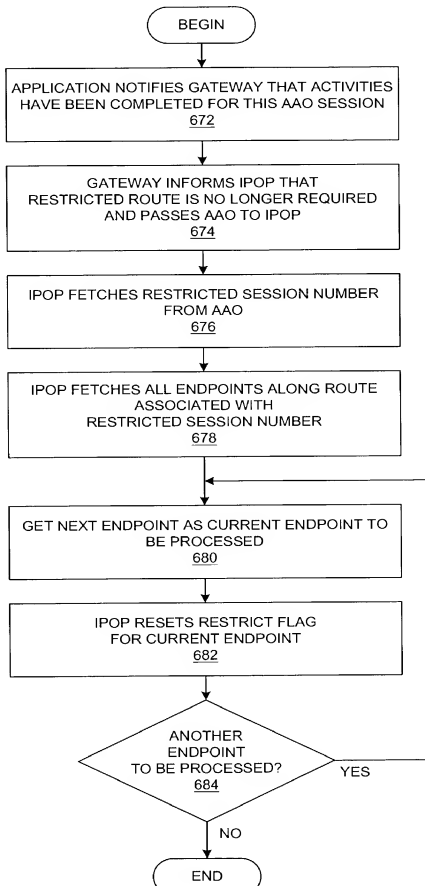 BEGIN
APPLICATION NOTIFIES GATEWAY THAT ACTIVITIES
HAVE BEEN COMPLETED FOR THIS AAO SESSION
672
GATEWAY INFORMS IPOP THAT
RESTRICTED ROUTE IS NO LONGER REQUIRED
AND PASSES AAO TO IPOP
674
IPOP FETCHES RESTRICTED SESSION NUMBER
FROM AAO
676
IPOP FETCHES ALL ENDPOINTS ALONG ROUTE
ASSOCIATED WITH
RESTRICTED SESSION NUMBER
678
GET NEXT ENDPOINT AS CURRENT ENDPOINT TO
BE PROCESSED
680
IPOP RESETS RESTRICT FLAG
FOR CURRENT ENDPOINT
682
ANOTHER
ENDPOINT
TO BE PROCESSED?
684
YES
NO
END